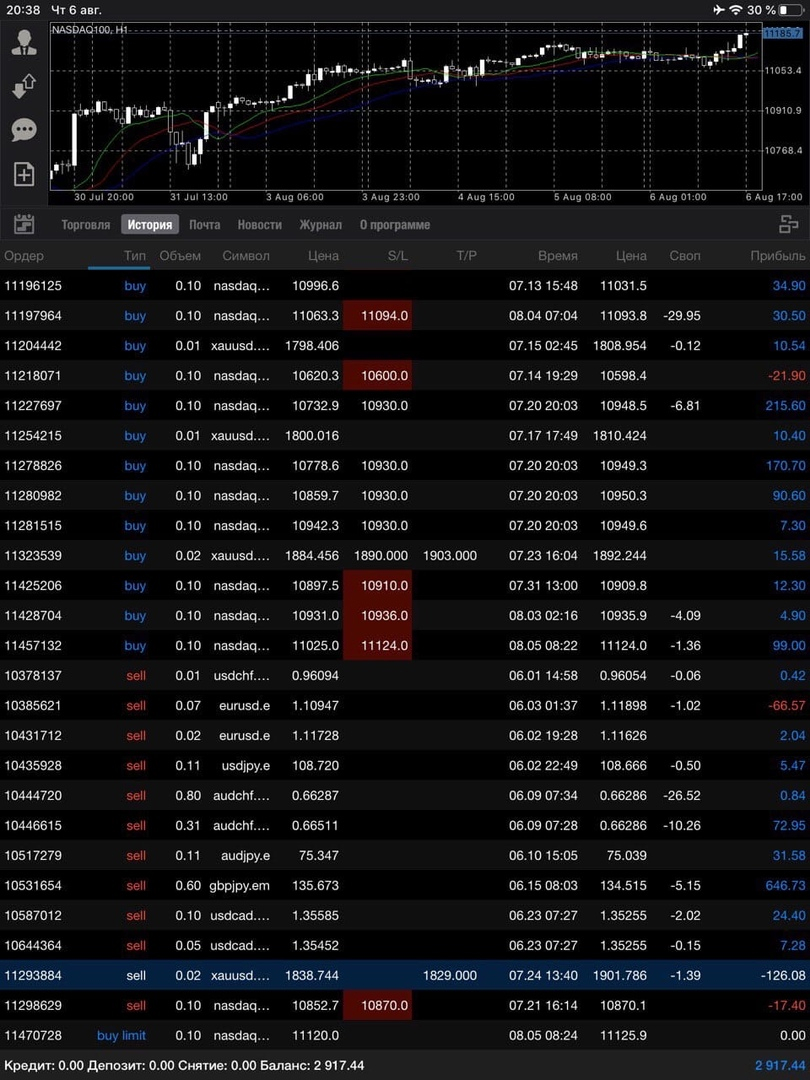 20:38 Чт 6 авг. 30 %
NASDAQ100, H1
11185.7
11053.4
10910.9
10768.4
30 Jul 20:00 31 Jul 13:00 3 Aug 06:00 3 Aug 23:00 4 Aug 15:00 5 Aug 08:00 6 Aug 01:00 6 Aug 17:00
Торговля История Почта Новости Журнал О программе
Ордер Тип Объем Символ Цена S/L T/P Время Цена Своп Прибыль
11196125 buy 0.10 nasdaq... 10996.6 07.13 15:48 11031.5 34.90
11197964 buy 0.10 nasdaq... 11063.3 11094.0 08.04 07:04 11093.8 -29.95 30.50
11204442 buy 0.01 xauusd.... 1798.406 07.15 02:45 1808.954 -0.12 10.54
11218071 buy 0.10 nasdaq... 10620.3 10600.0 07.14 19:29 10598.4 -21.90
11227697 buy 0.10 nasdaq... 10732.9 10930.0 07.20 20:03 10948.5 -6.81 215.60
11254215 buy 0.01 xauusd.... 1800.016 07.17 17:49 1810.424 10.40
11278826 buy 0.10 nasdaq... 10778.6 10930.0 07.20 20:03 10949.3 170.70
11280982 buy 0.10 nasdaq... 10859.7 10930.0 07.20 20:03 10950.3 90.60
11281515 buy 0.10 nasdaq... 10942.3 10930.0 07.20 20:03 10949.6 7.30
11323539 buy 0.02 xauusd.... 1884.456 1890.000 1903.000 07.23 16:04 1892.244 15.58
11425206 buy 0.10 nasdaq... 10897.5 10910.0 07.31 13:00 10909.8 12.30
11428704 buy 0.10 nasdaq... 10931.0 10936.0 08.03 02:16 10935.9 -4.09 4.90
11457132 buy 0.10 nasdaq... 11025.0 11124.0 08.05 08:22 11124.0 -1.36 99.00
10378137 sell 0.01 usdchf.... 0.96094 06.01 14:58 0.96054 -0.06 0.42
10385621 sell 0.07 eurusd.e 1.10947 06.03 01:37 1.11898 -1.02 -66.57
10431712 sell 0.02 eurusd.e 1.11728 06.02 19:28 1.11626 2.04
10435928 sell 0.11 usdjpy.e 108.720 06.02 22:49 108.666 -0.50 5.47
10444720 sell 0.80 audchf.... 0.66287 06.09 07:34 0.66286 -26.52 0.84
10446615 sell 0.31 audchf.... 0.66511 06.09 07:28 0.66286 -10.26 72.95
10517279 sell 0.11 audjpy.e 75.347 06.10 15:05 75.039 31.58
10531654 sell 0.60 gbpjpy.em 135.673 06.15 08:03 134.515 -5.15 646.73
10587012 sell 0.10 usdcad.... 1.35585 06.23 07:27 1.35255 -2.02 24.40
10644364 sell 0.05 usdcad.... 1.35452 06.23 07:27 1.35255 -0.15 7.28
11293884 sell 0.02 xauusd.... 1838.744 1829.000 07.24 13:40 1901.786 -1.39 -126.08
11298629 sell 0.10 nasdaq... 10852.7 10870.0 07.21 16:14 10870.1 -17.40
11470728 buy limit 0.10 nasdaq... 11120.0 08.05 08:24 11125.9 0.00
Кредит: 0.00 Депозит: 0.00 Снятие: 0.00 Баланс: 2 917.44 2 917.44